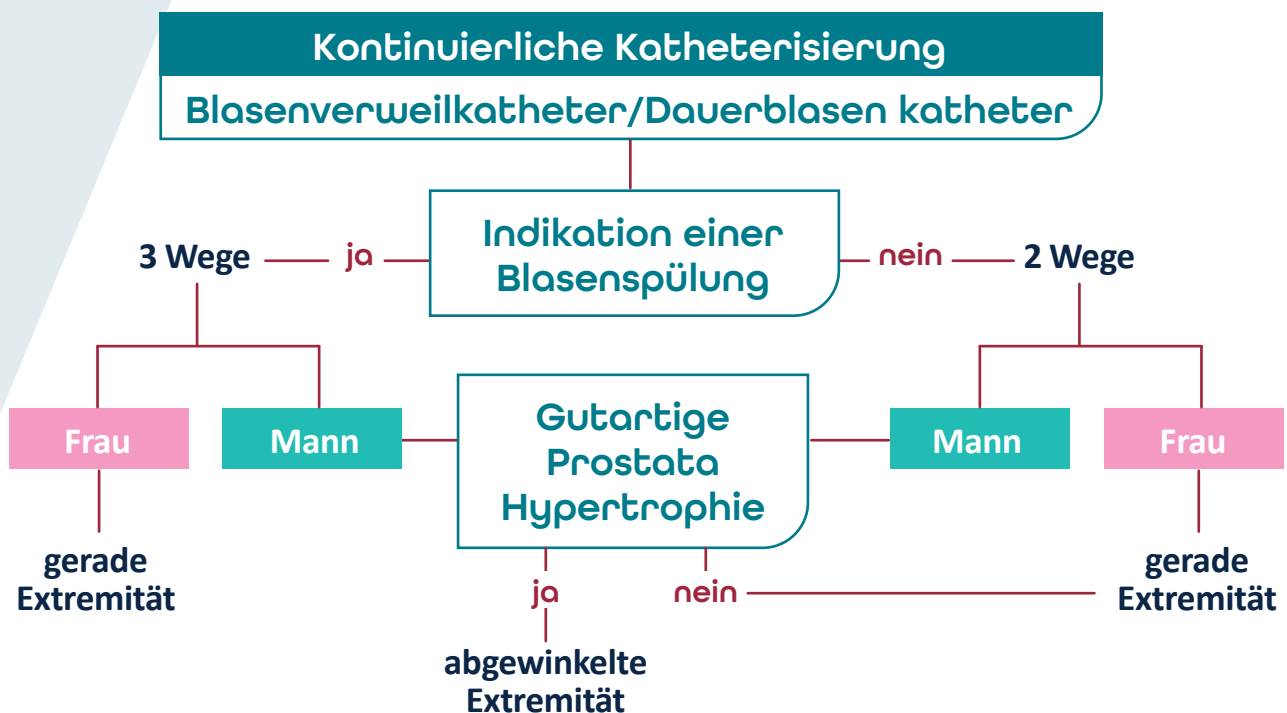 Kontinuierliche Katheterisierung
Blasenverweilkatheter/Dauerblasen katheter
Indikation einer
Blasenspülung
3 Wege
ja
nein
2 Wege
Frau
Mann
Gutartige
Prostata
Hypertrophie
Mann
Frau
gerade
Extremität
ja
nein
gerade
Extremität
abgewinkelte
Extremität